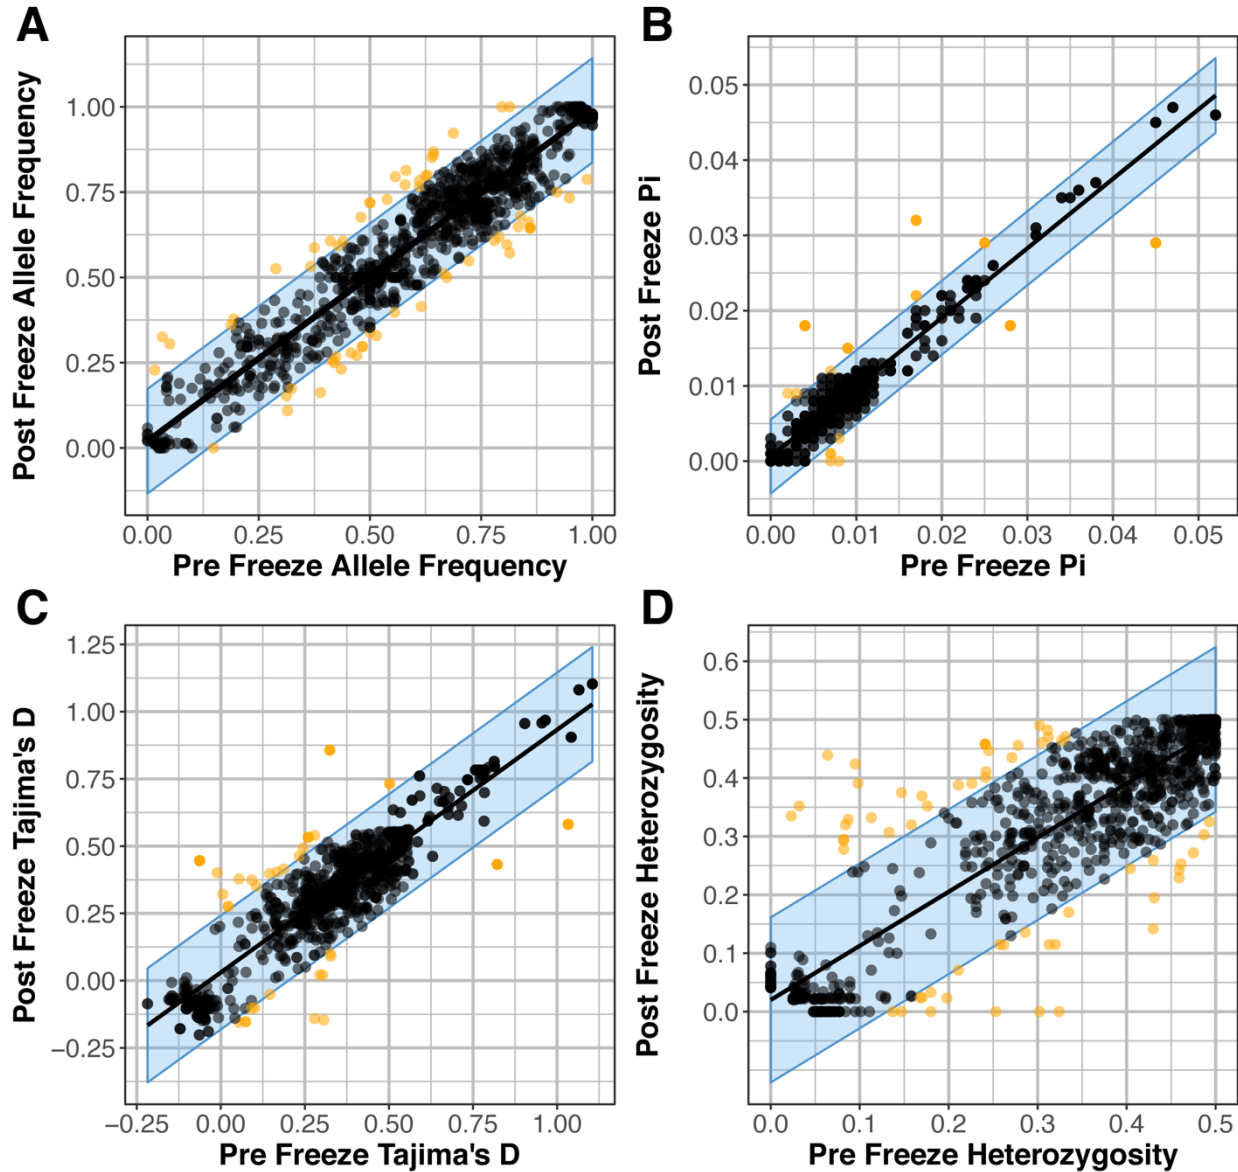 A
Post Freeze Allele Frequency
1.00
0.75
0.50
0.25
0.00
0.00 0.25 0.50 0.75 1.00
Pre Freeze Allele Frequency
B
Post Freeze Pi
0.05
0.04
0.03
0.02
0.01
0.00
0.00 0.01 0.02 0.03 0.04 0.05
Pre Freeze Pi
C
Post Freeze Tajima's D
1.25
1.00
0.75
0.50
0.25
0.00
−0.25
−0.25 0.00 0.25 0.50 0.75 1.00
Pre Freeze Tajima's D
D
Post Freeze Heterozygosity
0.6
0.5
0.4
0.3
0.2
0.1
0.0
0.0 0.1 0.2 0.3 0.4 0.5
Pre Freeze Heterozygosity